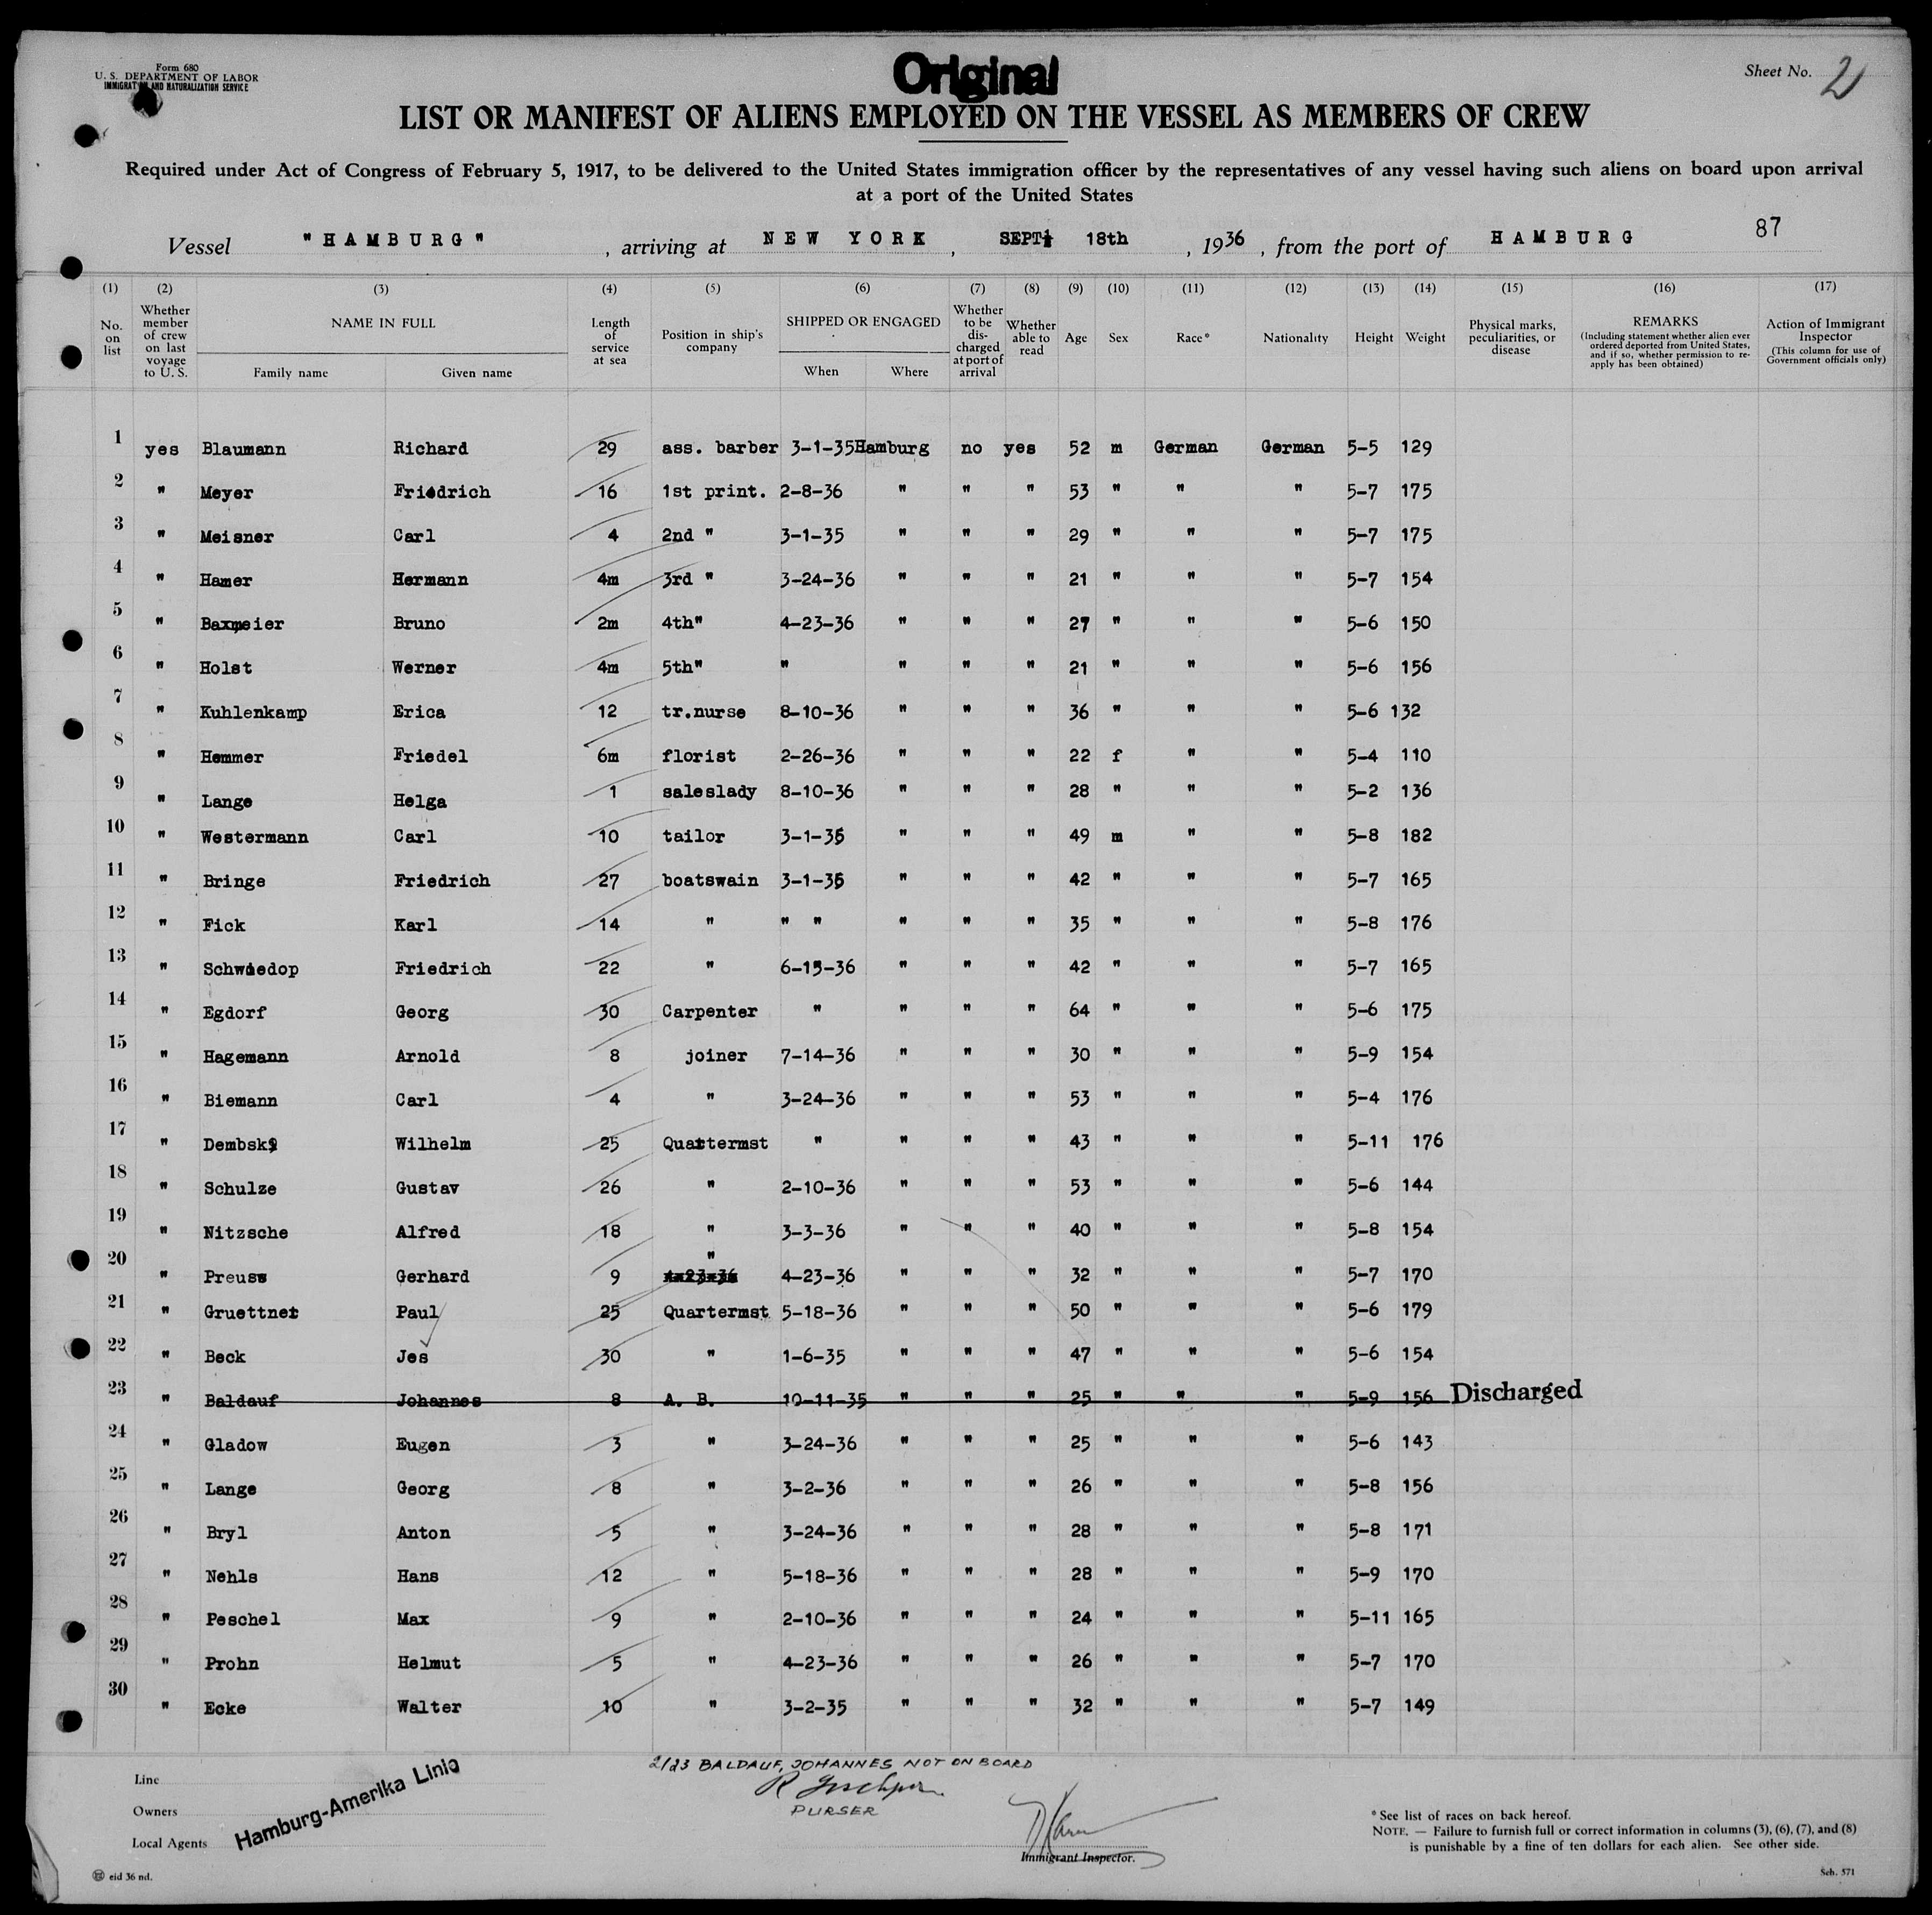 Form 680
U. S. DEPARTMENT OF LABOR
IMMIGRATION AND NATURALIZATION SERVICE
Original
Sheet No. 2
LIST OR MANIFEST OF ALIENS EMPLOYED ON THE VESSEL AS MEMBERS OF CREW
Required under Act of Congress of February 5, 1917, to be delivered to the United States immigration officer by the representatives of any vessel having such aliens on board upon arrival
at a port of the United States
87
Vessel "HAMBURG", arriving at NEW YORK, SEPT. 18th, 1936, from the port of HAMBURG
(1) (2) (3) (4) (5) (6) (7) (8) (9) (10) (11) (12) (13) (14) (15) (16) (17)
No. on list Whether member of crew on last voyage to U. S. NAME IN FULL Family name Given name Length of service at sea Position in ship's company SHIPPED OR ENGAGED When Where Whether to be discharged at port of arrival Whether able to read Age Sex Race* Nationality Height Weight Physical marks, peculiarities, or disease REMARKS (Including statement whether alien ever ordered deported from United States, and if so, whether permission to re-apply has been obtained) Action of Immigrant Inspector (This column for use of Government officials only)
1 yes Blaumann Richard 29 ass. barber 3-1-35 Hamburg no yes 52 m German German 5-5 129
2 " Meyer Friedrich 16 1st print. 2-8-36 " " " 53 " " " 5-7 175
3 " Meisner Carl 4 2nd " 3-1-35 " " " 29 " " " 5-7 175
4 " Hamer Hermann 4m 3rd " 3-24-36 " " " 21 " " " 5-7 154
5 " Baxmeier Bruno 2m 4th" 4-23-36 " " " 27 " " " 5-6 150
6 " Holst Werner 4m 5th" " " " " 21 " " " 5-6 156
7 " Kuhlenkamp Erica 12 tr.nurse 8-10-36 " " " 36 " " " 5-6 132
8 " Hemmer Friedel 6m florist 2-26-36 " " " 22 f " " 5-4 110
9 " Lange Helga 1 saleslady 8-10-36 " " " 28 " " " 5-2 136
10 " Westermann Carl 10 tailor 3-1-36 " " " 49 m " " 5-8 182
11 " Bringe Friedrich 27 boatswain 3-1-36 " " " 42 " " " 5-7 165
12 " Fick Karl 14 " " " " " " 35 " " " 5-8 176
13 " Schwiedop Friedrich 22 " 6-15-36 " " " 42 " " " 5-7 165
14 " Egdorf Georg 30 Carpenter " " " " 64 " " " 5-6 175
15 " Hagemann Arnold 8 joiner 7-14-36 " " " 30 " " " 5-9 154
16 " Biemann Carl 4 " 3-24-36 " " " 53 " " " 5-4 176
17 " Dembski Wilhelm 25 Quartermst " " " " 43 " " " 5-11 176
18 " Schulze Gustav 26 " 2-10-36 " " " 53 " " " 5-6 144
19 " Nitzsche Alfred 18 " 3-3-36 " " " 40 " " " 5-8 154
20 " Preuss Gerhard 9 " 4-23-36 4-23-36 " " " 32 " " " 5-7 170
21 " Gruettner Paul 25 Quartermst 5-18-36 " " " 50 " " " 5-6 179
22 " Beck Jes 30 " 1-6-35 " " " 47 " " " 5-6 154
23 " Baldauf Johannes 8 A. B. 10-11-35 " " " 25 " " " 5-9 156 Discharged
24 " Gladow Eugen 3 " 3-24-36 " " " 25 " " " 5-6 143
25 " Lange Georg 8 " 3-2-36 " " " 26 " " " 5-8 156
26 " Bryl Anton 5 " 3-24-36 " " " 28 " " " 5-8 171
27 " Nehls Hans 12 " 5-18-36 " " " 28 " " " 5-9 170
28 " Peschel Max 9 " 2-10-36 " " " 24 " " " 5-11 165
29 " Prohn Helmut 5 " 4-23-36 " " " 26 " " " 5-7 170
30 " Ecke Walter 10 " 3-2-35 " " " 32 " " " 5-7 149
2/23 BALDAUF, JOHANNES NOT ON BOARD
R
PURSER
Line
Owners
Local Agents
Hamburg-Amerika Linie
Immigrant Inspector.
* See list of races on back hereof.
NOTE. — Failure to furnish full or correct information in columns (3), (6), (7), and (8)
is punishable by a fine of ten dollars for each alien. See other side.
eid 36 nd.
Sch. 571